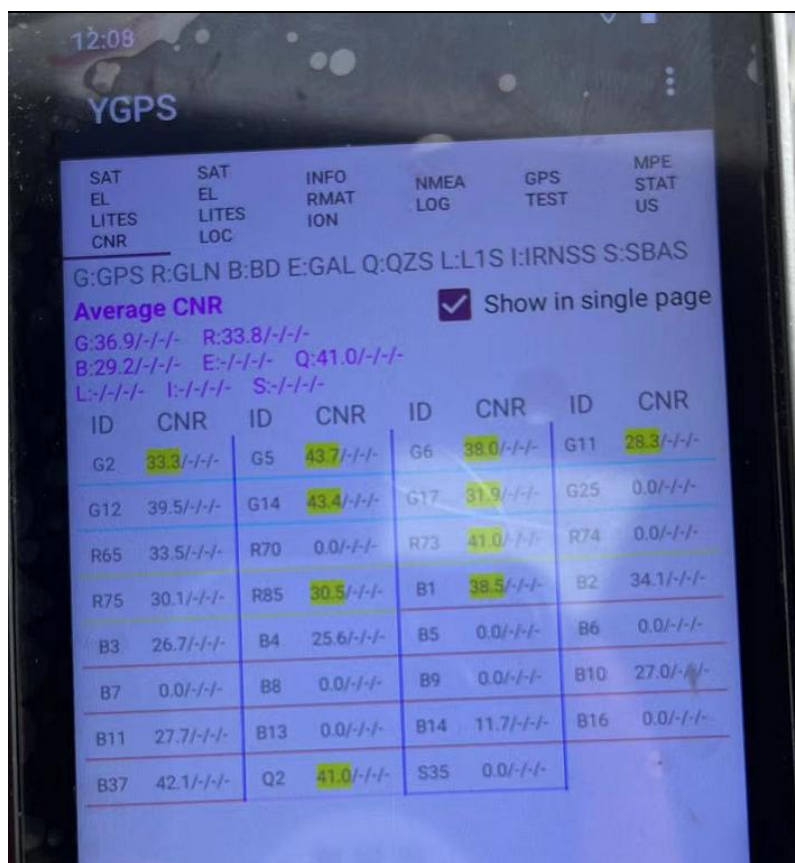 12:08
YGPS
SAT EL LITES CNR
SAT EL LITES LOC
INFO RMAT ION
NMEA LOG
GPS TEST
MPE STAT US
G:GPS R:GLN B:BD E:GAL Q:QZS L:L1S I:IRNSS S:SBAS
Average CNR
Show in single page
G:36.9/-/-/- R:33.8/-/-/-
B:29.2/-/-/- E:-/-/-/- Q:41.0/-/-/-
L:-/-/-/- I:-/-/-/- S:-/-/-/-
ID CNR ID CNR ID CNR ID CNR
G2 33.3/-/-/- G5 43.7/-/-/- G6 38.0/-/-/- G11 28.3/-/-/-
G12 39.5/-/-/- G14 43.4/-/-/- G17 31.9/-/-/- G25 0.0/-/-/-
R65 33.5/-/-/- R70 0.0/-/-/- R73 41.0/-/-/- R74 0.0/-/-/-
R75 30.1/-/-/- R85 30.5/-/-/- B1 38.5/-/-/- B2 34.1/-/-/-
B3 26.7/-/-/- B4 25.6/-/-/- B5 0.0/-/-/- B6 0.0/-/-/-
B7 0.0/-/-/- B8 0.0/-/-/- B9 0.0/-/-/- B10 27.0/-/-/-
B11 27.7/-/-/- B13 0.0/-/-/- B14 11.7/-/-/- B16 0.0/-/-/-
B37 42.1/-/-/- Q2 41.0/-/-/- S35 0.0/-/-/-